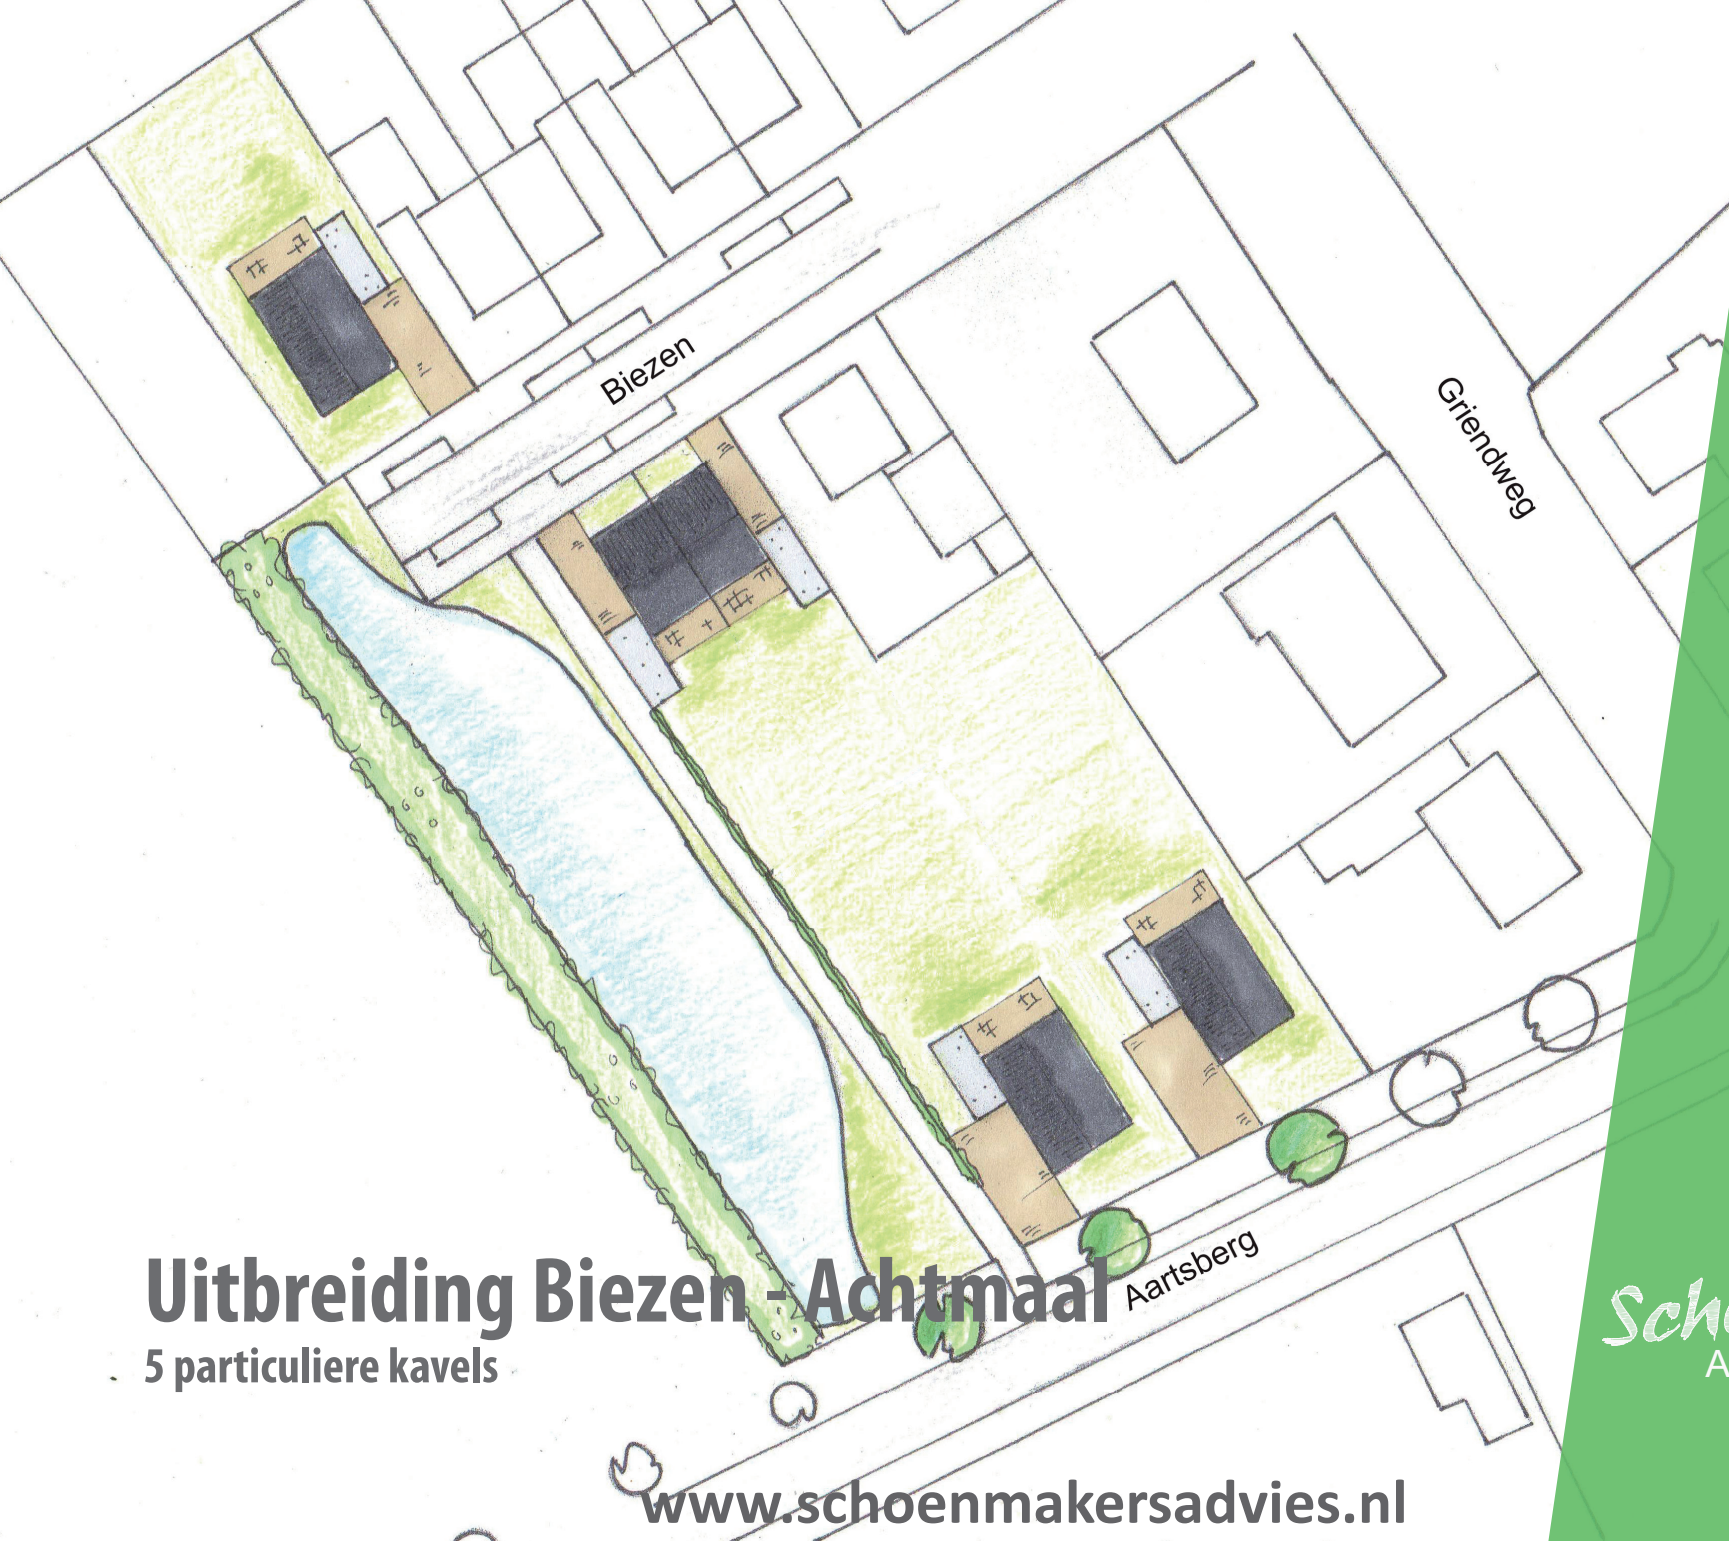 Biezen
Griendweg
Aartsberg
Uitbreiding Biezen - Achtmaal
5 particuliere kavels
www.schoenmakersadvies.nl